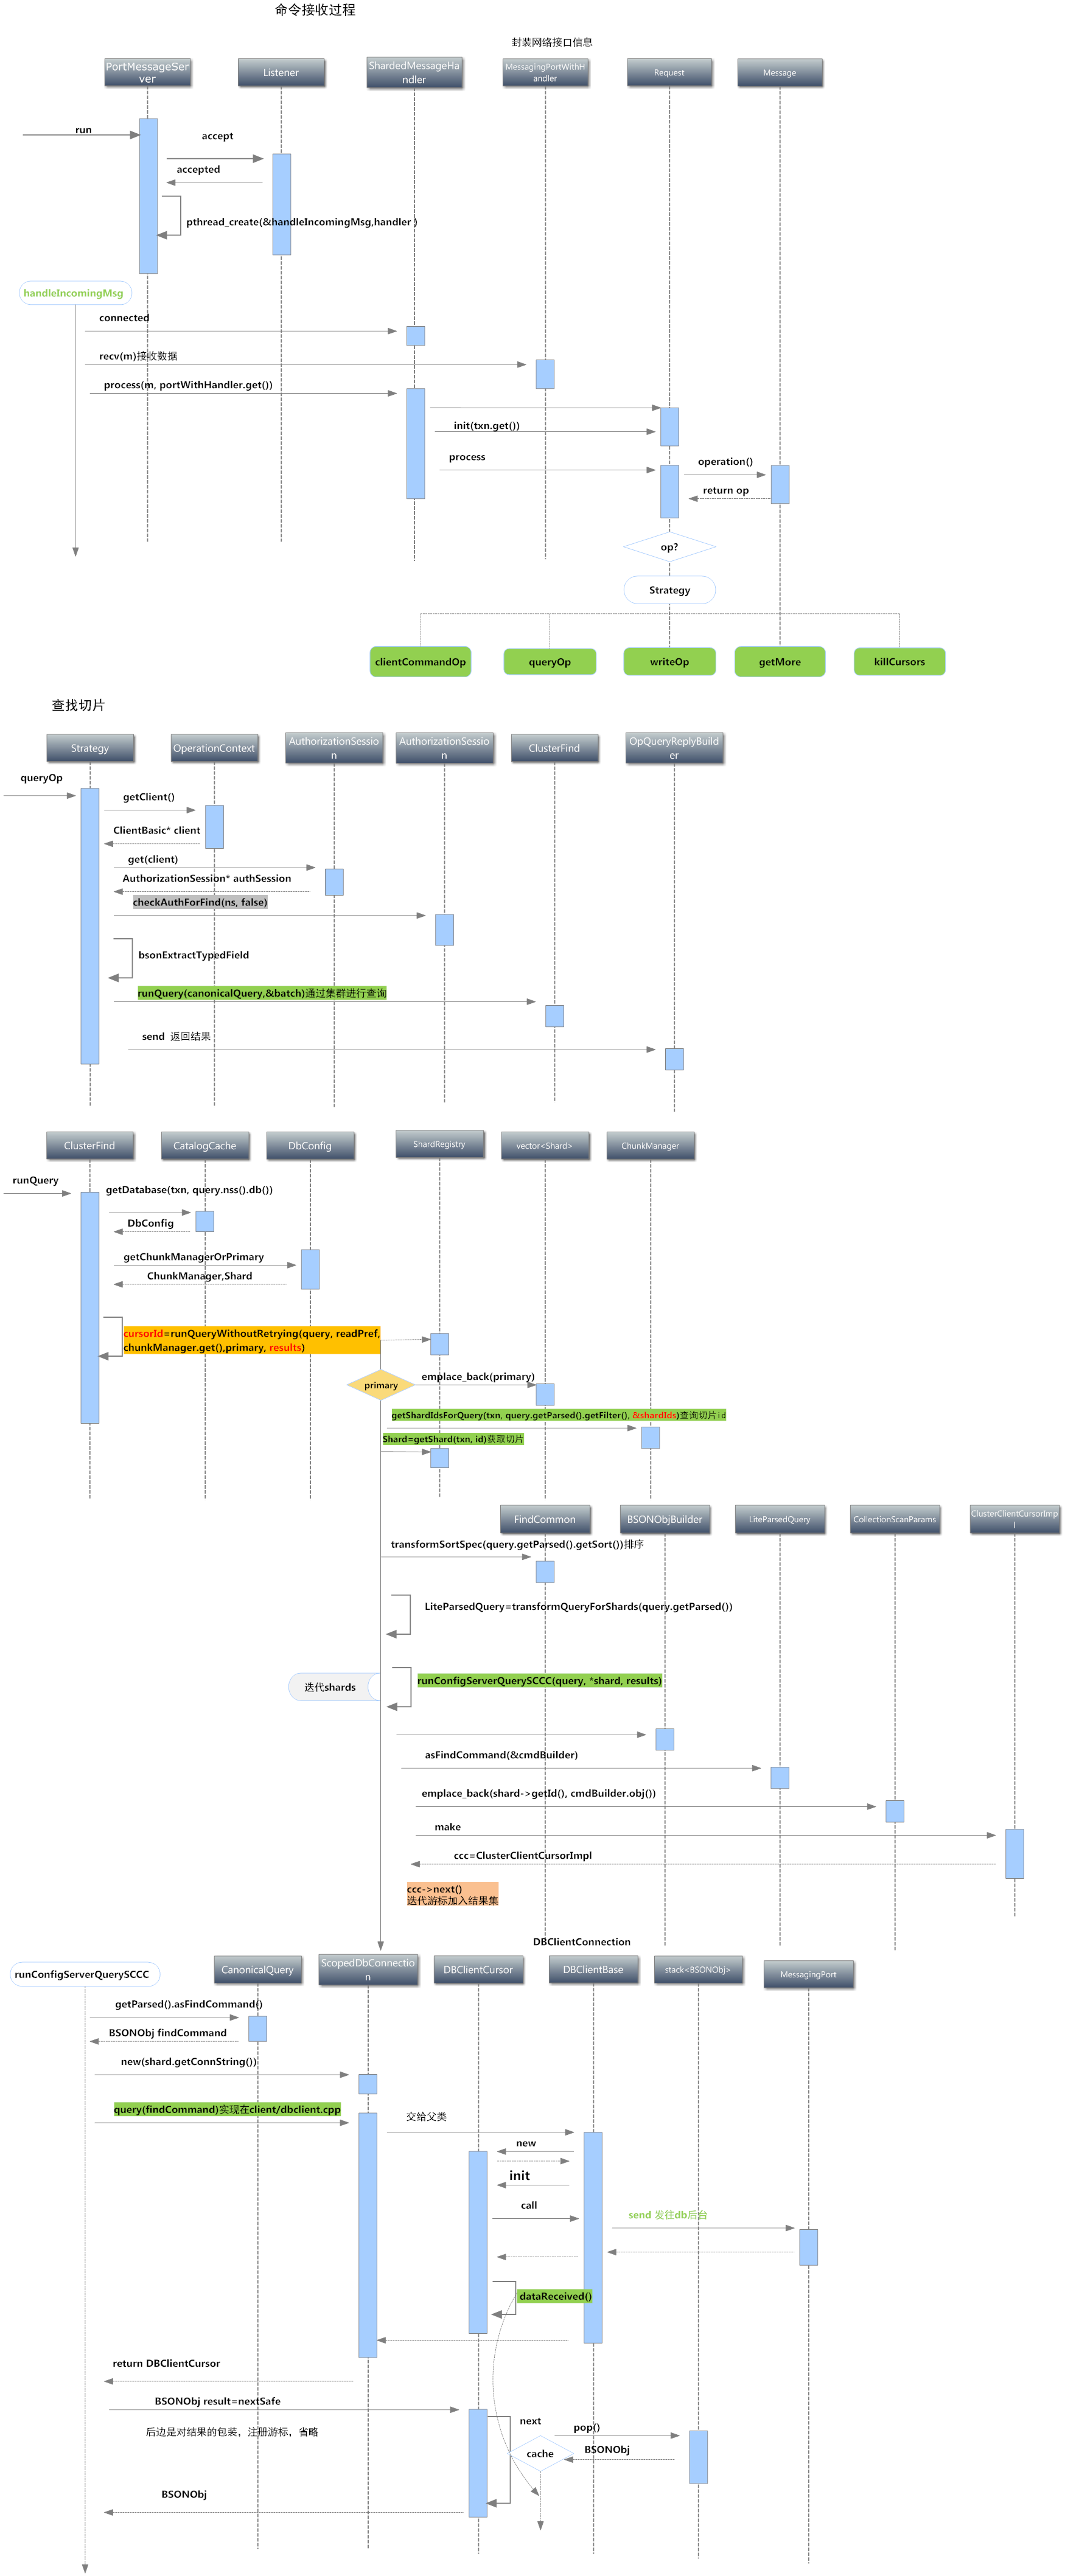 命令接收过程
封装网络接口信息
PortMessageSer
ver
Listener
ShardedMessageHa
ndler
MessagingPortWithH
andler
Request
Message
run
accept
accepted
pthread_create(&handleIncomingMsg,handler )
handleIncomingMsg
connected
recv(m)接收数据
process(m, portWithHandler.get())
init(txn.get())
process
operation()
return op
op?
Strategy
clientCommandOp
queryOp
writeOp
getMore
killCursors
查找切片
Strategy
OperationContext
AuthorizationSessio
n
AuthorizationSessio
n
ClusterFind
OpQueryReplyBuild
er
queryOp
getClient()
ClientBasic* client
get(client)
AuthorizationSession* authSession
checkAuthForFind(ns, false)
bsonExtractTypedField
runQuery(canonicalQuery,&batch)通过集群进行查询
send 返回结果
ClusterFind
CatalogCache
DbConfig
ShardRegistry
vector<Shard>
ChunkManager
runQuery
getDatabase(txn, query.nss().db())
DbConfig
getChunkManagerOrPrimary
ChunkManager,Shard
cursorId=runQueryWithoutRetrying(query, readPref,
chunkManager.get(),primary, results)
primary
emplace_back(primary)
getShardIdsForQuery(txn, query.getParsed().getFilter(), &shardIds)查询切片id
Shard=getShard(txn, id)获取切片
FindCommon
BSONObjBuilder
LiteParsedQuery
CollectionScanParams
ClusterClientCursorImp
l
transformSortSpec(query.getParsed().getSort())排序
LiteParsedQuery=transformQueryForShards(query.getParsed())
迭代shards
runConfigServerQuerySCCC(query, *shard, results)
asFindCommand(&cmdBuilder)
emplace_back(shard->getId(), cmdBuilder.obj())
make
ccc=ClusterClientCursorImpl
ccc->next()
迭代游标加入结果集
DBClientConnection
runConfigServerQuerySCCC
CanonicalQuery
ScopedDbConnectio
n
DBClientCursor
DBClientBase
stack<BSONObj>
MessagingPort
getParsed().asFindCommand()
BSONObj findCommand
new(shard.getConnString())
query(findCommand)实现在client/dbclient.cpp
交给父类
new
init
call
send 发往db后台
dataReceived()
return DBClientCursor
BSONObj result=nextSafe
后边是对结果的包装，注册游标，省略
next
pop()
cache
BSONObj
BSONObj